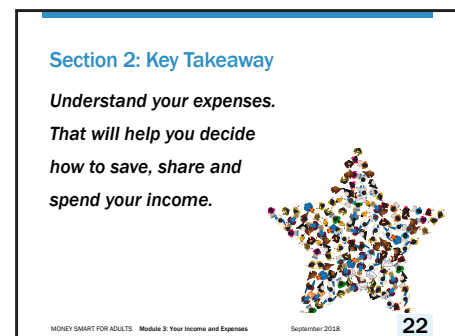 Section 2: Key Takeaway
Understand your expenses.
That will help you decide
how to save, share and
spend your income.
MONEY SMART FOR ADULTS Module 3: Your Income and Expenses September 2018 22